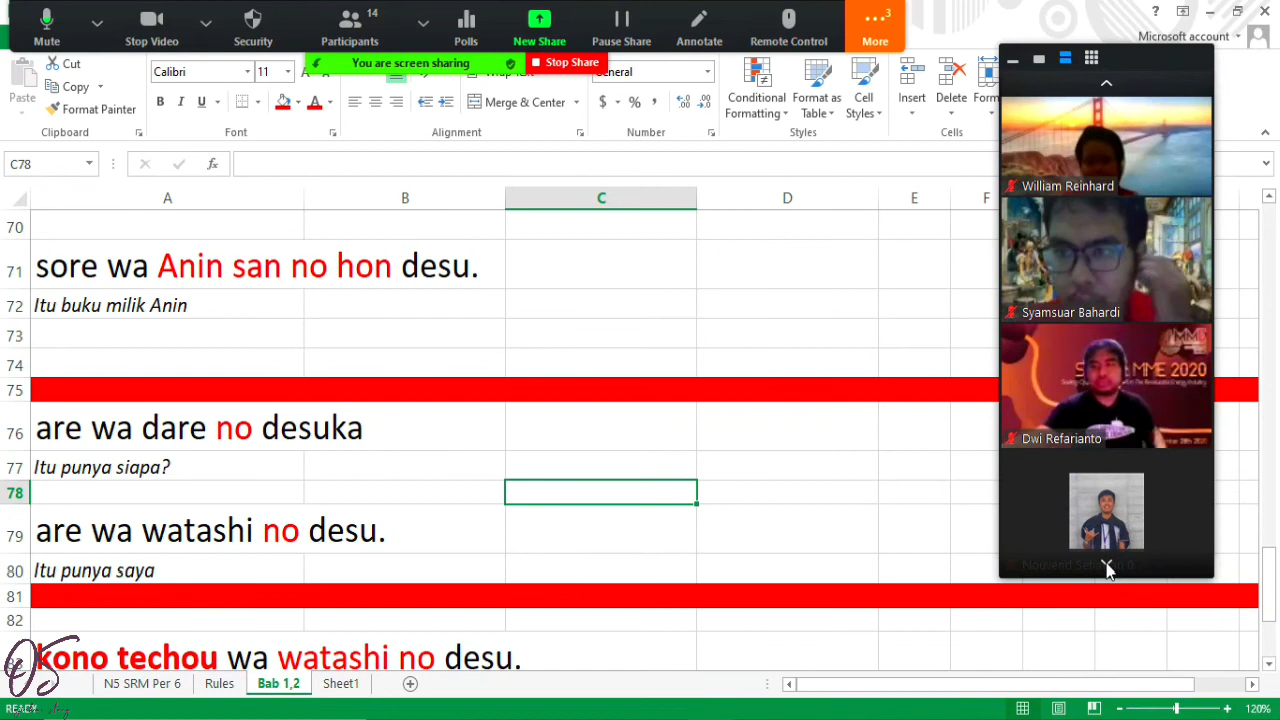 3
14
Mute
Stop Video
Security
Participants
Polls
New Share
Pause Share
Annotate
Remote Control
More
You are screen sharing
Stop Share
?
Microsoft account
Paste
Cut
Copy
Format Painter
Calibri
11
B I U
A
Merge & Center
General
$ % ,
Conditional Formatting
Format as Table
Cell Styles
Insert
Delete
Clipboard
Font
Alignment
Number
Styles
Cells
C78
fx
A B C D E F
70
71 sore wa Anin san no hon desu.
72 Itu buku milik Anin
73
74
75
76 are wa dare no desuka
77 Itu punya siapa?
78
79 are wa watashi no desu.
80 Itu punya saya
81
82
kono techou wa watashi no desu.
William Reinhard
Syamsuar Bahardi
MME 2020
Dwi Refarianto
N5 SRM Per 6
Rules
Bab 1,2
Sheet1
OS
READY
120%